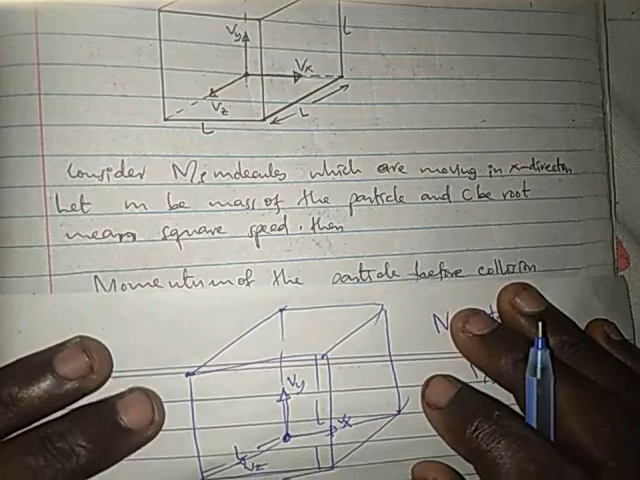 Vy
L
Vx
Vz
L
L
Consider N, molecules which are moving in x-direction
Let m be mass of the particle and C be root
mean square speed. then
Momentum of the particle before collision
N
Vy
L
L
Vz